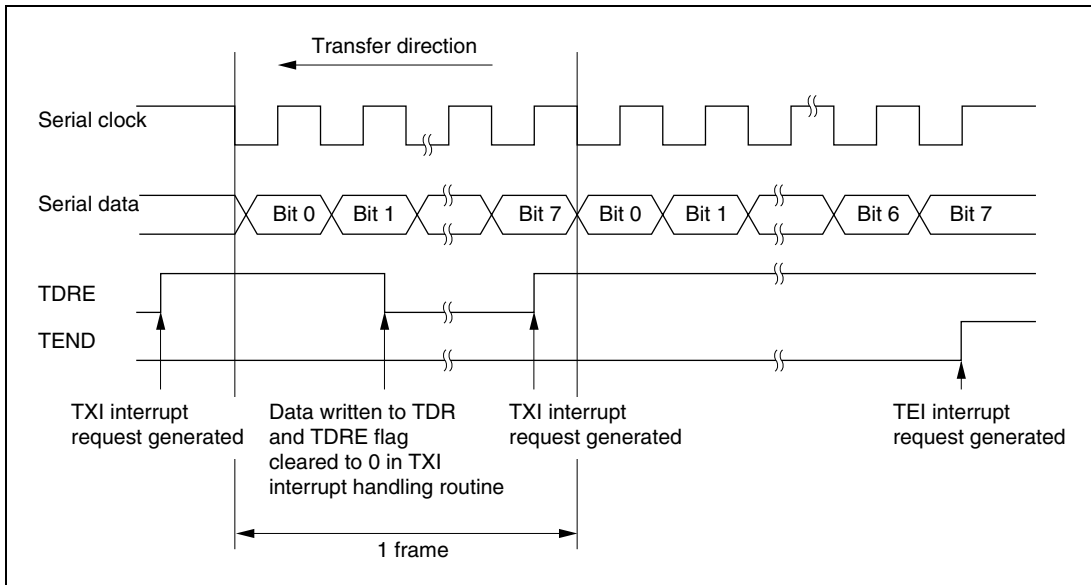 Transfer direction
Serial clock
Serial data
Bit 0
Bit 1
Bit 7
Bit 0
Bit 1
Bit 6
Bit 7
TDRE
TEND
TXI interrupt
request generated
Data written to TDR
and TDRE flag
cleared to 0 in TXI
interrupt handling routine
TXI interrupt
request generated
TEI interrupt
request generated
1 frame